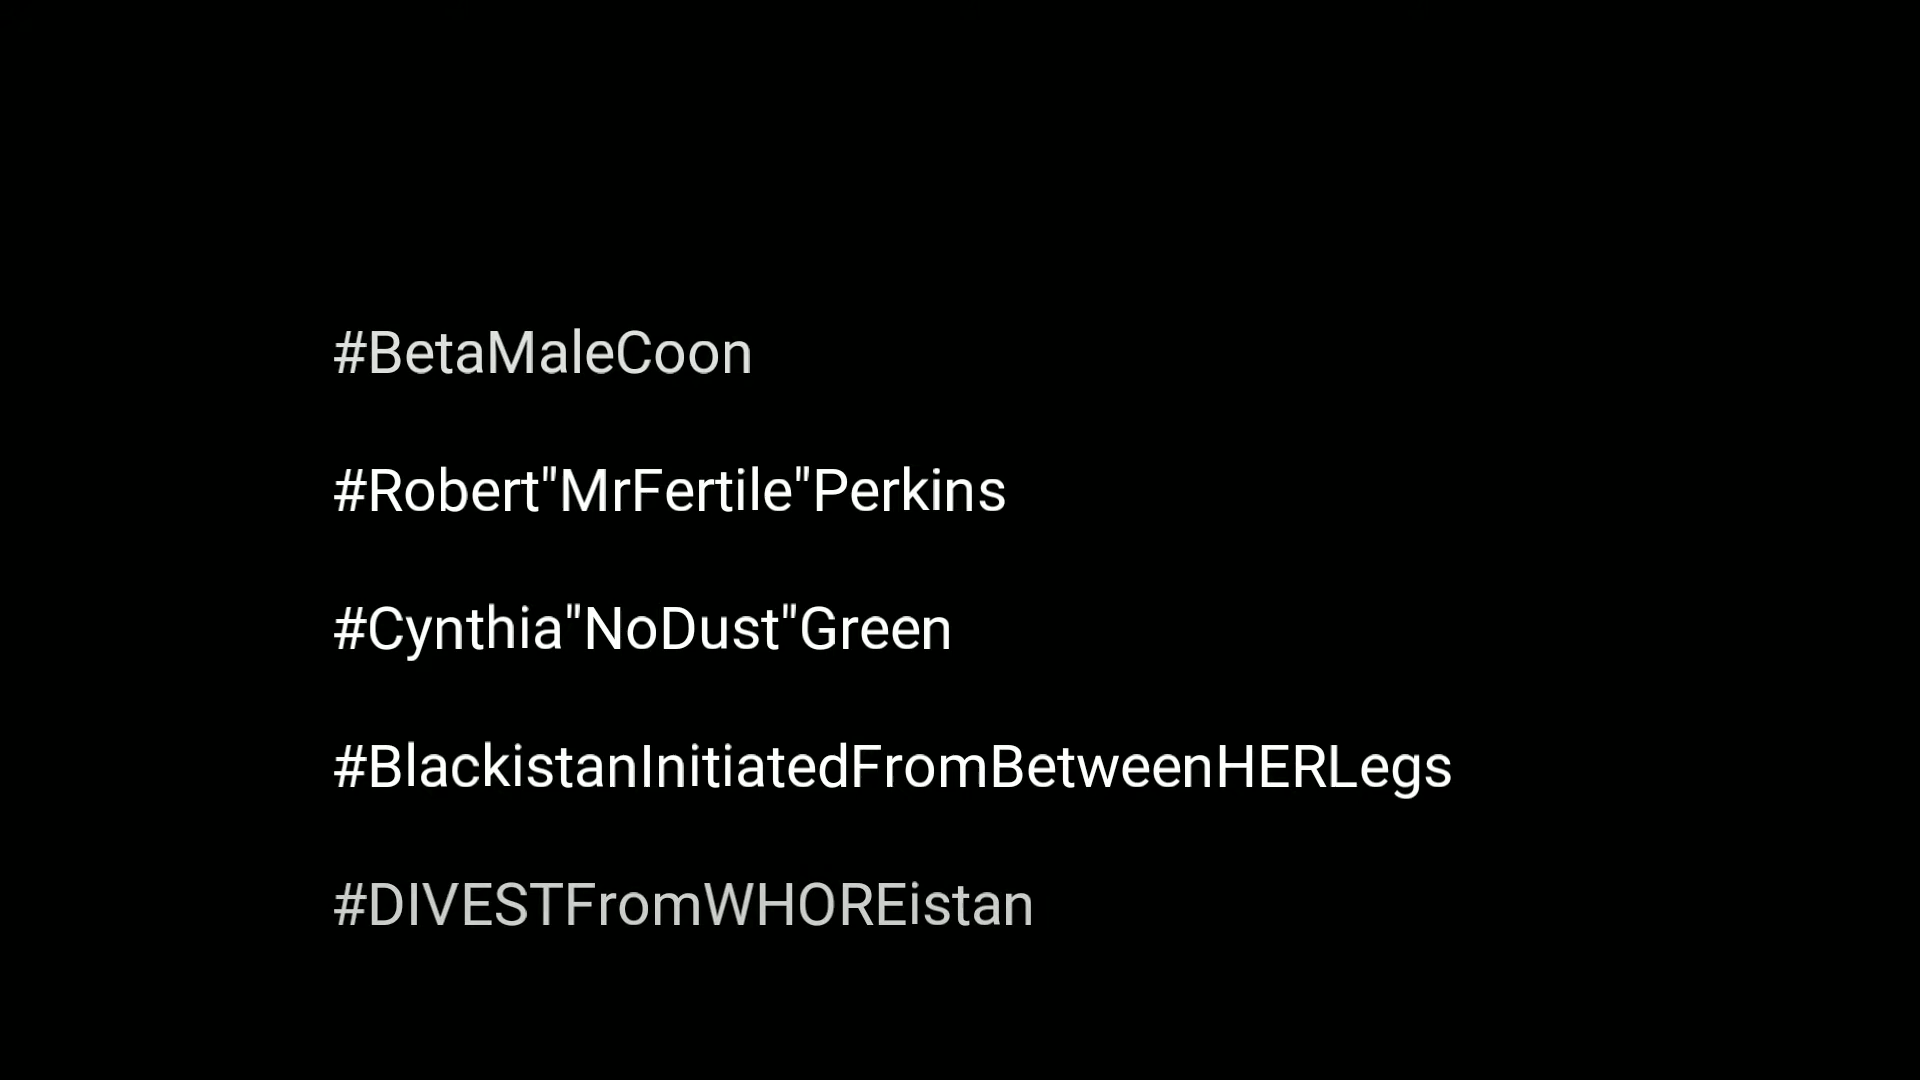 #BetaMaleCoon
#Robert"MrFertile"Perkins
#Cynthia"NoDust"Green
#BlackistanInitiatedFromBetweenHERLegs
#DIVESTFromWHOREistan